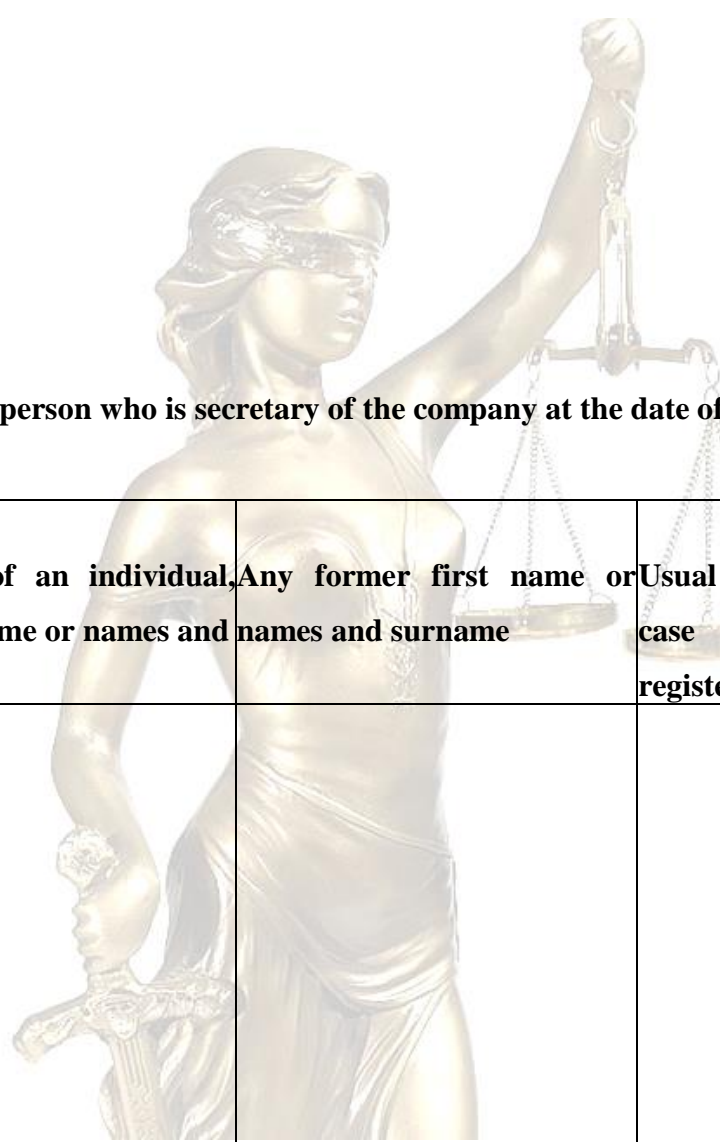 person who is secretary of the company at the date of
of an individual, Any former first name or Usual
me or names and names and surname case
registe